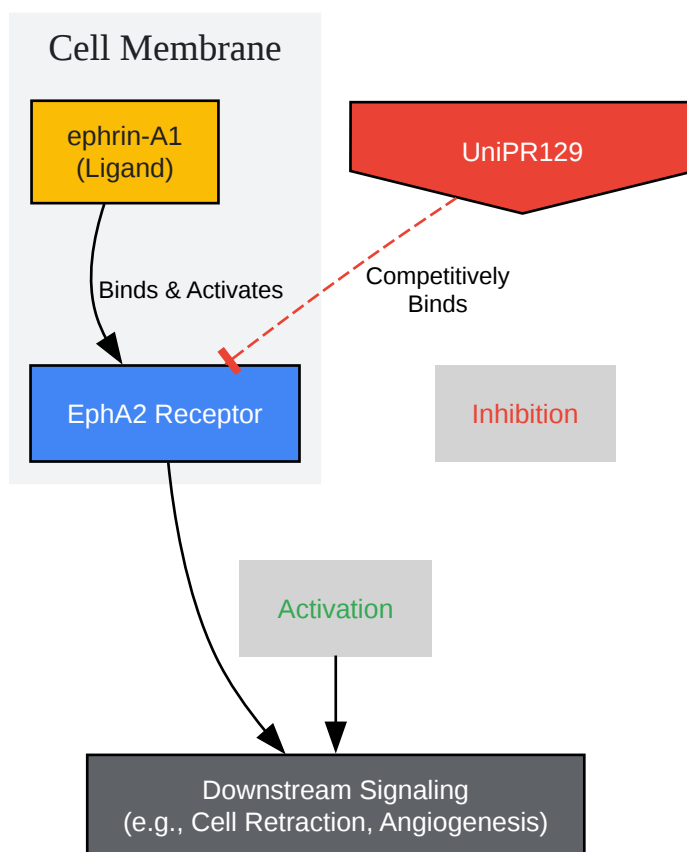 Cell Membrane
ephrin-A1
(Ligand)
UniPR129
Binds & Activates
Competitively
Binds
EphA2 Receptor
Inhibition
Activation
Downstream Signaling
(e.g., Cell Retraction, Angiogenesis)